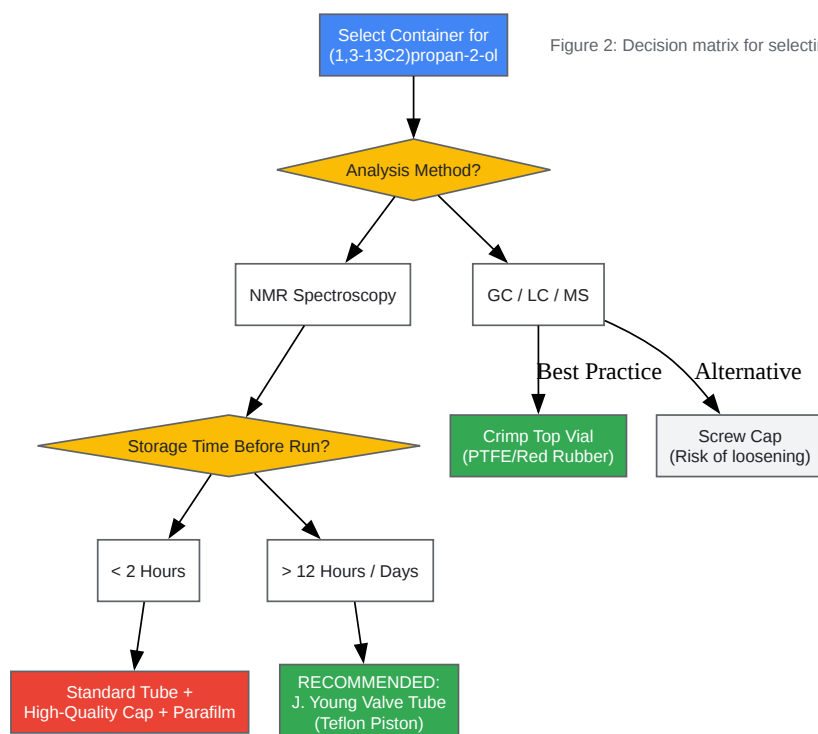 Select Container for
(1,3-13C2)propan-2-ol
Figure 2: Decision matrix for
Analysis Method?
NMR Spectroscopy
GC / LC / MS
Best Practice
Alternative
Storage Time Before Run?
Crimp Top Vial
(PTFE/Red Rubber)
Screw Cap
(Risk of loosening)
< 2 Hours
> 12 Hours / Days
Standard Tube +
High-Quality Cap + Parafilm
RECOMMENDED:
J. Young Valve Tube
(Teflon Piston)